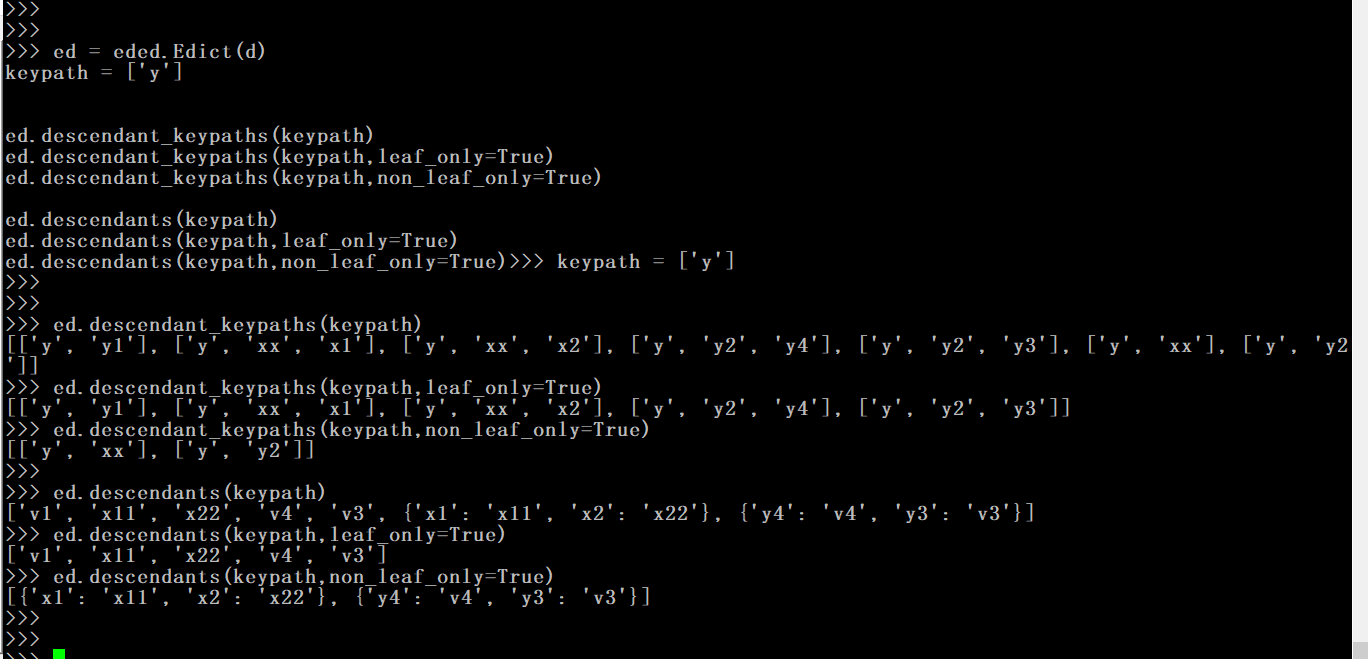 >>>
>>>
>>> ed = eded.Edict(d)
keypath = ['y']
ed.descendant_keypaths(keypath)
ed.descendant_keypaths(keypath,leaf_only=True)
ed.descendant_keypaths(keypath,non_leaf_only=True)
ed.descendants(keypath)
ed.descendants(keypath,leaf_only=True)
ed.descendants(keypath,non_leaf_only=True)>>> keypath = ['y']
>>>
>>>
>>> ed.descendant_keypaths(keypath)
[['y', 'y1'], ['y', 'xx', 'x1'], ['y', 'xx', 'x2'], ['y', 'y2', 'y4'], ['y', 'y2', 'y3'], ['y', 'xx'], ['y', 'y2
']]
>>> ed.descendant_keypaths(keypath,leaf_only=True)
[['y', 'y1'], ['y', 'xx', 'x1'], ['y', 'xx', 'x2'], ['y', 'y2', 'y4'], ['y', 'y2', 'y3']]
>>> ed.descendant_keypaths(keypath,non_leaf_only=True)
[['y', 'xx'], ['y', 'y2']]
>>>
>>> ed.descendants(keypath)
['v1', 'x11', 'x22', 'v4', 'v3', {'x1': 'x11', 'x2': 'x22'}, {'y4': 'v4', 'y3': 'v3'}]
>>> ed.descendants(keypath,leaf_only=True)
['v1', 'x11', 'x22', 'v4', 'v3']
>>> ed.descendants(keypath,non_leaf_only=True)
[{'x1': 'x11', 'x2': 'x22'}, {'y4': 'v4', 'y3': 'v3'}]
>>>
>>>
>>>